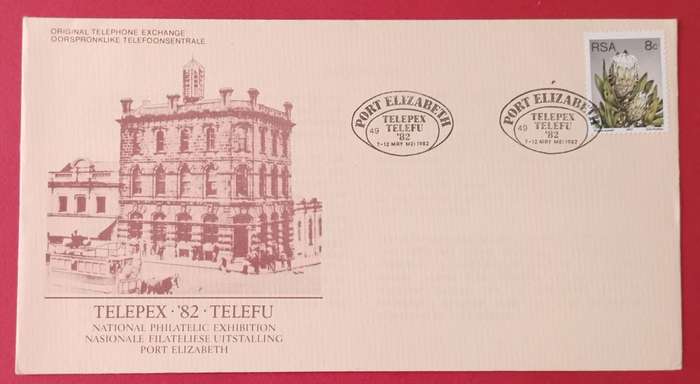 ORIGINAL TELEPHONE EXCHANGE
OORSPRONKLIKE TELEFOONSENTRALE
RSA 8c
PORT ELIZABETH
49
TELEPEX
TELEFU
'82
7-12 MAY MEI 1982
PORT ELIZABETH
49
TELEPEX
TELEFU
'82
7-12 MAY MEI 1982
TELEPEX · '82 · TELEFU
NATIONAL PHILATELIC EXHIBITION
NASIONALE FILATELIESE UITSTALLING
PORT ELIZABETH